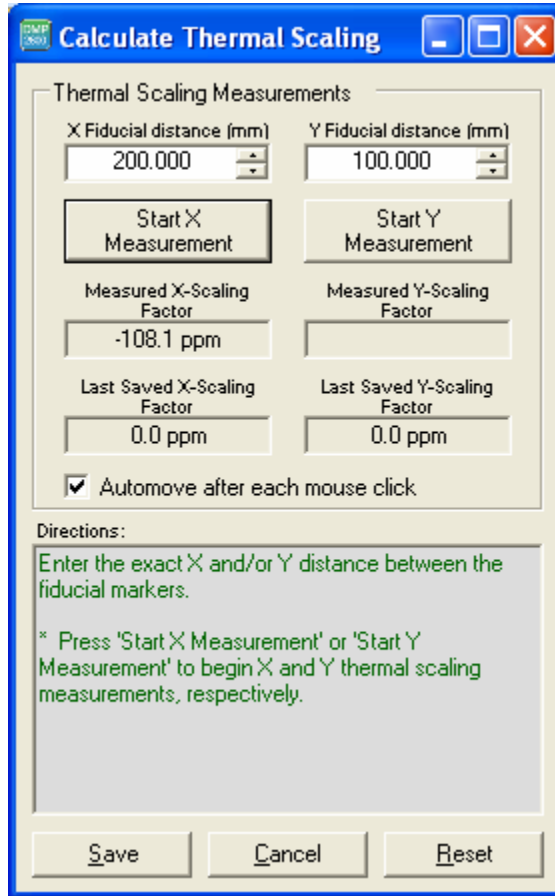 Calculate Thermal Scaling
Thermal Scaling Measurements
X Fiducial distance (mm)
Y Fiducial distance (mm)
200.000
100.000
Start X
Measurement
Start Y
Measurement
Measured X-Scaling
Factor
Measured Y-Scaling
Factor
-108.1 ppm
Last Saved X-Scaling
Factor
Last Saved Y-Scaling
Factor
0.0 ppm
0.0 ppm
Automove after each mouse click
Directions:
Enter the exact X and/or Y distance between the
fiducial markers.
* Press 'Start X Measurement' or 'Start Y
Measurement' to begin X and Y thermal scaling
measurements, respectively.
Save
Cancel
Reset